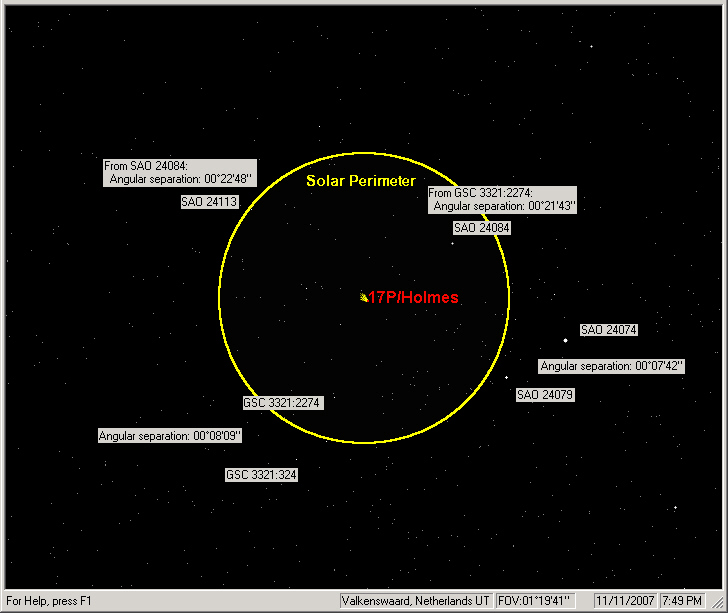 From SAO 24084:
Angular separation: 00°22'48"
SAO 24113
Solar Perimeter
From GSC 3321:2274:
Angular separation: 00°21'43"
SAO 24084
17P/Holmes
SAO 24074
Angular separation: 00°07'42"
SAO 24079
GSC 3321:2274
Angular separation: 00°08'09"
GSC 3321:324
For Help, press F1
Valkenswaard, Netherlands UT
FOV:01°19'41"
11/11/2007
7:49 PM